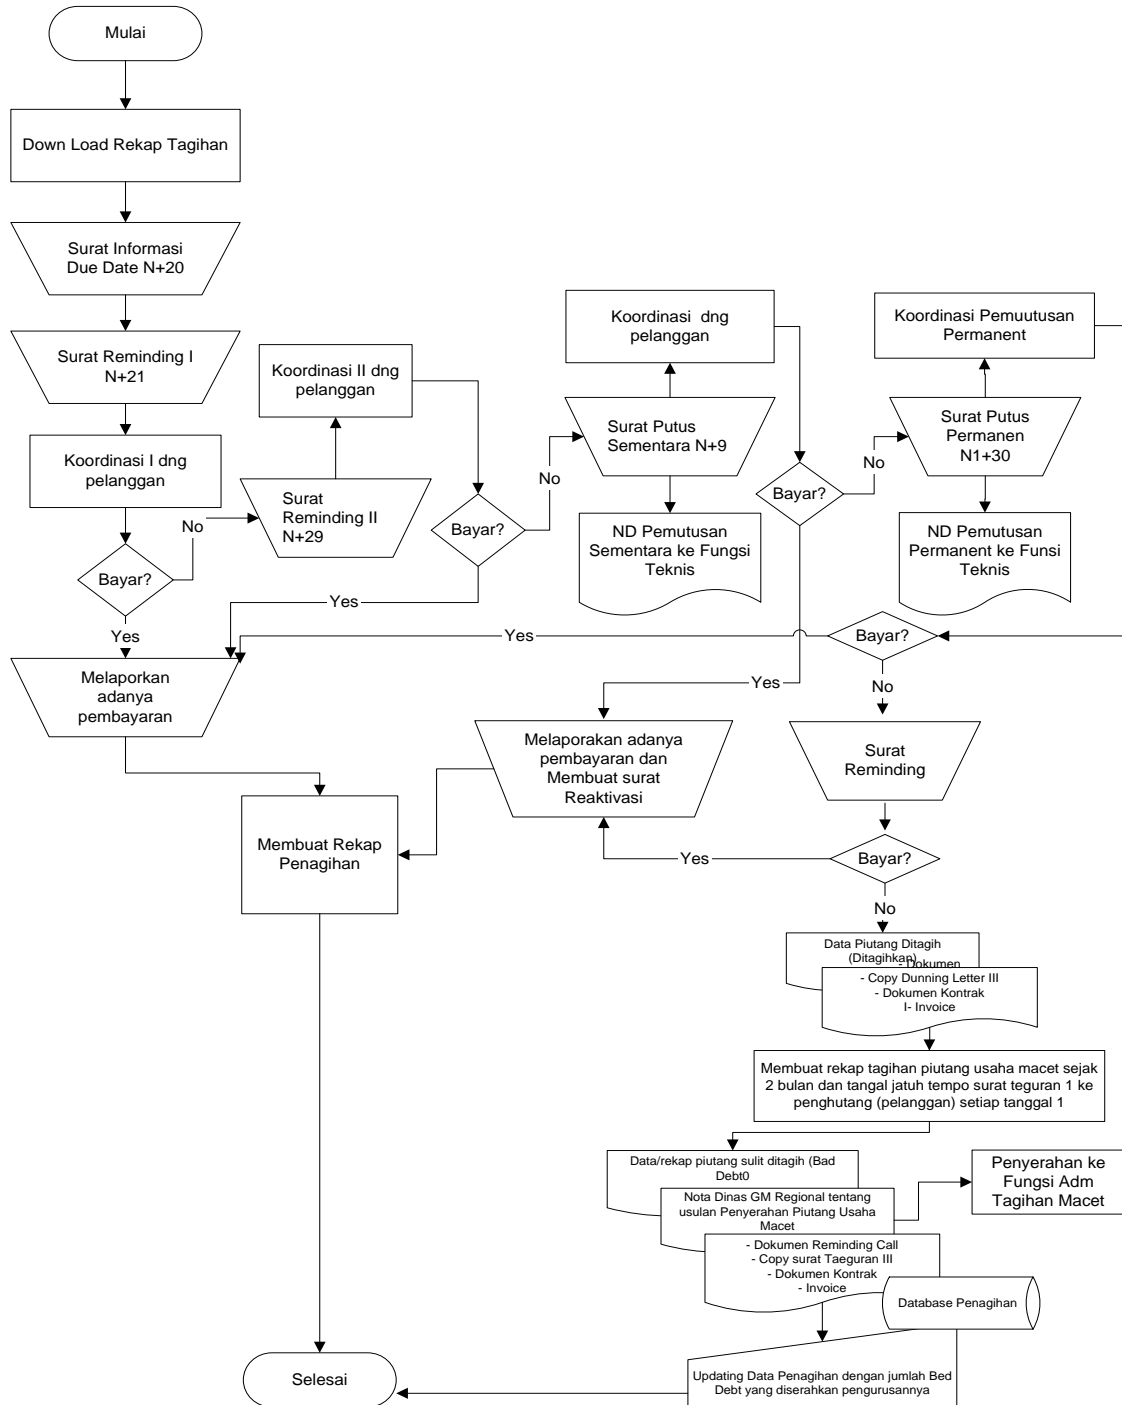 Mulai
Down Load Rekap Tagihan
Surat Informasi
Due Date N+20
Surat Reminding I
N+21
Koordinasi I dng
pelanggan
Bayar?
No
Yes
Surat
Reminding II
N+29
Koordinasi II dng
pelanggan
Bayar?
No
Yes
Surat Putus
Sementara N+9
Koordinasi  dng
pelanggan
ND Pemutusan
Sementara ke Fungsi
Teknis
Bayar?
No
Yes
Surat Putus
Permanen
N1+30
Koordinasi Pemuutusan
Permanent
ND Pemutusan
Permanent ke Funsi
Teknis
Bayar?
Yes
No
Melaporkan
adanya
pembayaran
Melaporakan adanya
pembayaran dan
Membuat surat
Reaktivasi
Surat
Reminding
Bayar?
Yes
No
Membuat Rekap
Penagihan
Data Piutang Ditagih
(Ditagihkan)
- Dokumen
- Copy Dunning Letter III
- Dokumen Kontrak
I- Invoice
Membuat rekap tagihan piutang usaha macet sejak
2 bulan dan tangal jatuh tempo surat teguran 1 ke
penghutang (pelanggan) setiap tanggal 1
Data/rekap piutang sulit ditagih (Bad
Debt0
Nota Dinas GM Regional tentang
usulan Penyerahan Piutang Usaha
Macet
- Dokumen Reminding Call
- Copy surat Taeguran III
- Dokumen Kontrak
- Invoice
Penyerahan ke
Fungsi Adm
Tagihan Macet
Database Penagihan
Updating Data Penagihan dengan jumlah Bed
Debt yang diserahkan pengurusannya
Selesai